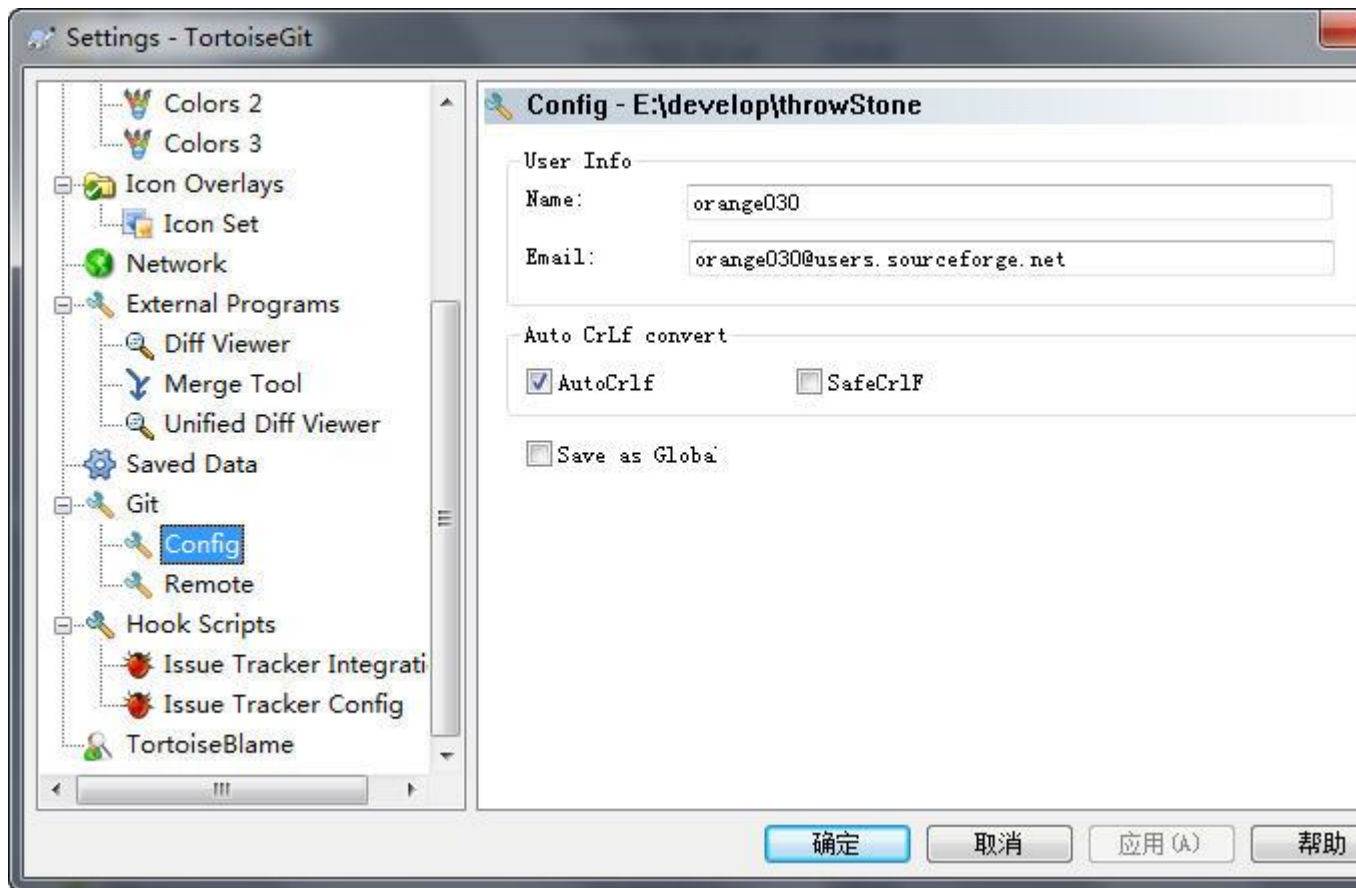 Settings - TortoiseGit
Colors 2
Colors 3
Icon Overlays
Icon Set
Network
External Programs
Diff Viewer
Merge Tool
Unified Diff Viewer
Saved Data
Git
Config
Remote
Hook Scripts
Issue Tracker Integrati
Issue Tracker Config
TortoiseBlame
Config - E:\develop\throwStone
User Info
Name:
orange030
Email:
orange030@users.sourceforge.net
Auto CrLf convert
AutoCrlf
SafeCrlF
Save as Globa
确定
取消
应用(A)
帮助